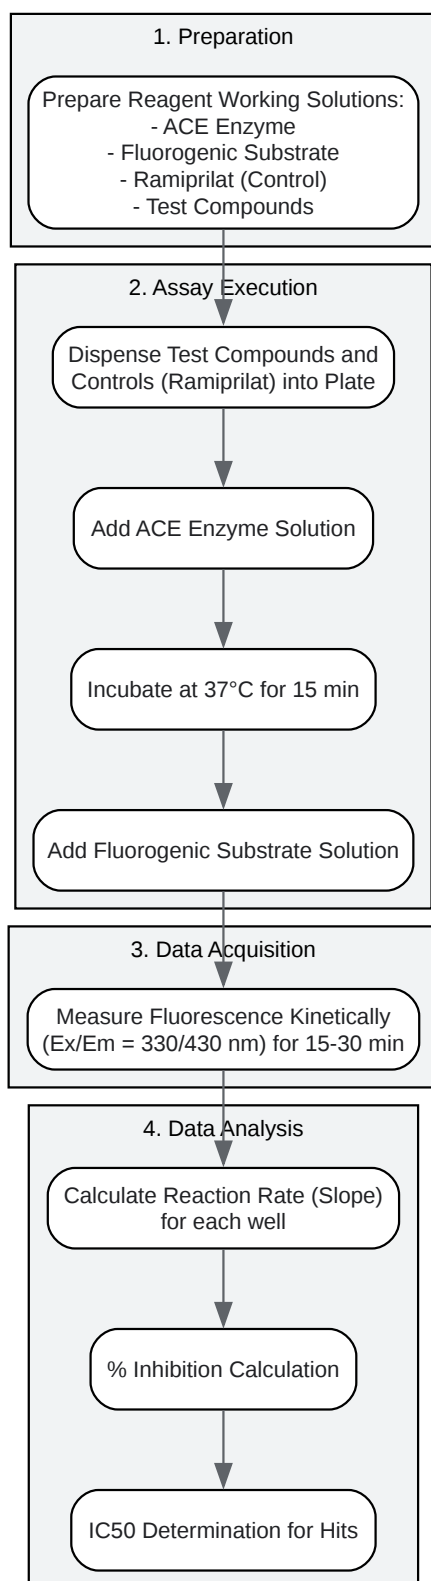 1. Preparation
Prepare Reagent Working Solutions:
- ACE Enzyme
- Fluorogenic Substrate
- Ramiprilat (Control)
- Test Compounds
2. Assay Execution
Dispense Test Compounds and
Controls (Ramiprilat) into Plate
Add ACE Enzyme Solution
Incubate at 37°C for 15 min
Add Fluorogenic Substrate Solution
3. Data Acquisition
Measure Fluorescence Kinetically
(Ex/Em = 330/430 nm) for 15-30 min
4. Data Analysis
Calculate Reaction Rate (Slope)
for each well
% Inhibition Calculation
IC50 Determination for Hits